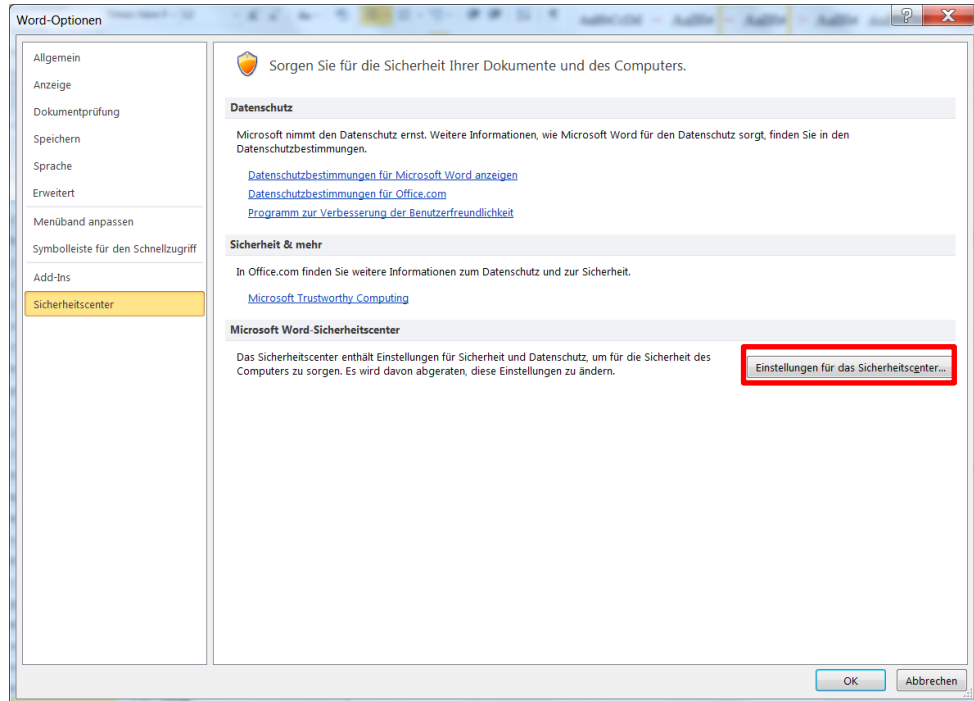 Word-Optionen
Allgemein
Anzeige
Dokumentprüfung
Speichern
Sprache
Erweitert
Menüband anpassen
Symbolleiste für den Schnellzugriff
Add-Ins
Sicherheitscenter
Sorgen Sie für die Sicherheit Ihrer Dokumente und des Computers.
Datenschutz
Microsoft nimmt den Datenschutz ernst. Weitere Informationen, wie Microsoft Word für den Datenschutz sorgt, finden Sie in den
Datenschutzbestimmungen.
Datenschutzbestimmungen für Microsoft Word anzeigen
Datenschutzbestimmungen für Office.com
Programm zur Verbesserung der Benutzerfreundlichkeit
Sicherheit & mehr
In Office.com finden Sie weitere Informationen zum Datenschutz und zur Sicherheit.
Microsoft Trustworthy Computing
Microsoft Word-Sicherheitscenter
Das Sicherheitscenter enthält Einstellungen für Sicherheit und Datenschutz, um für die Sicherheit des
Computers zu sorgen. Es wird davon abgeraten, diese Einstellungen zu ändern.
Einstellungen für das Sicherheitscenter...
OK
Abbrechen